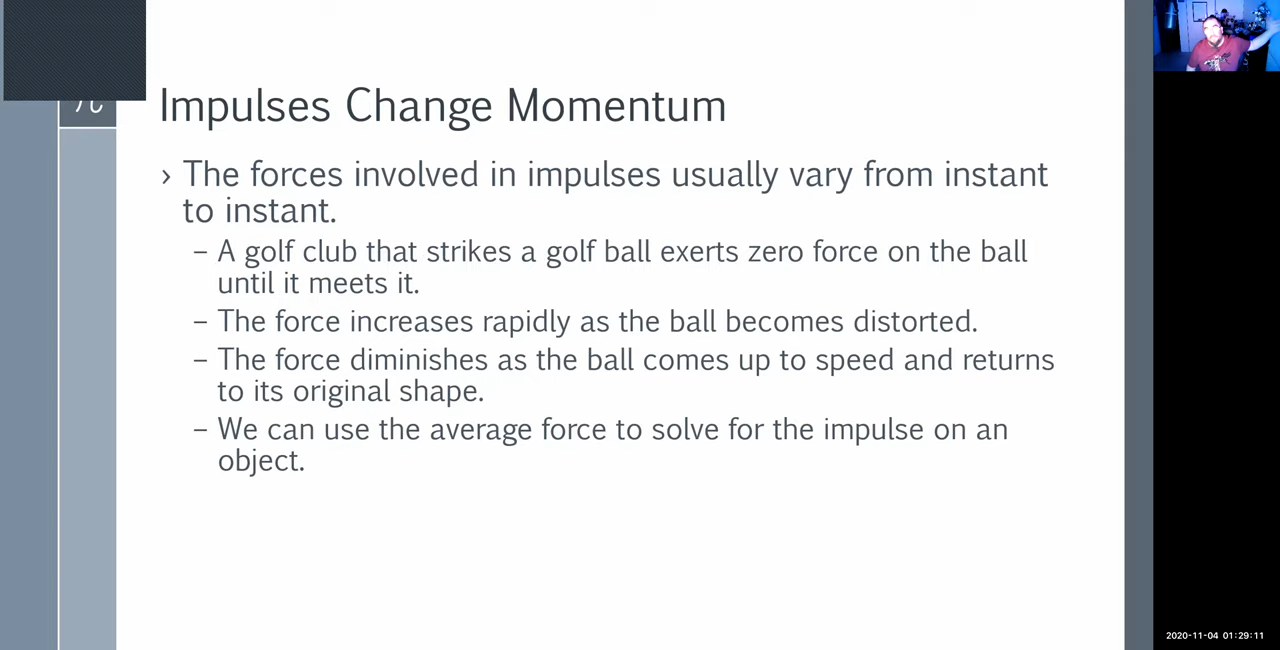 Impulses Change Momentum
› The forces involved in impulses usually vary from instant
to instant.
– A golf club that strikes a golf ball exerts zero force on the ball
until it meets it.
– The force increases rapidly as the ball becomes distorted.
– The force diminishes as the ball comes up to speed and returns
to its original shape.
– We can use the average force to solve for the impulse on an
object.
2020-11-04 01:29:11